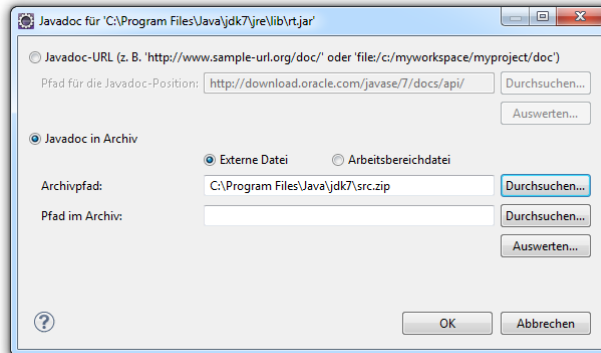 Javadoc für 'C:\Program Files\Java\jdk7\jre\lib\rt.jar'
Javadoc-URL (z. B. 'http://www.sample-url.org/doc/' oder 'file:/c:/myworkspace/myproject/doc')
Pfad für die Javadoc-Position: http://download.oracle.com/javase/7/docs/api/ Durchsuchen...
Auswerten...
Javadoc in Archiv
Externe Datei Arbeitsbereichdatei
Archivpfad: C:\Program Files\Java\jdk7\src.zip Durchsuchen...
Pfad im Archiv: Durchsuchen...
Auswerten...
? OK Abbrechen